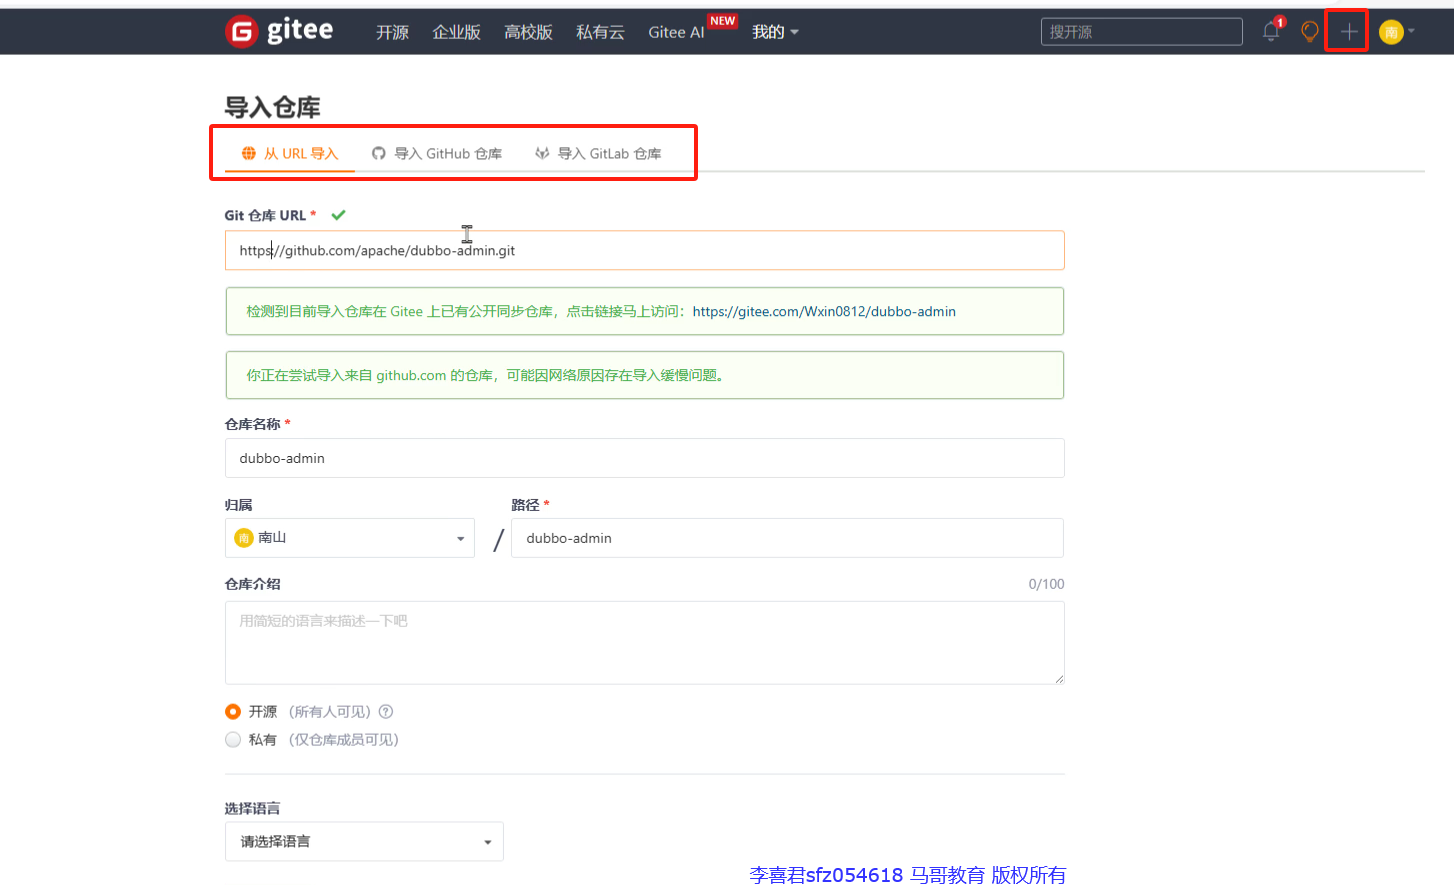 gitee 开源 企业版 高校版 私有云 Gitee AI NEW 我的 搜开源 1 南
导入仓库
从 URL 导入 导入 GitHub 仓库 导入 GitLab 仓库
Git 仓库 URL *
https://github.com/apache/dubbo-admin.git
检测到目前导入仓库在 Gitee 上已有公开同步仓库，点击链接马上访问：https://gitee.com/Wxin0812/dubbo-admin
你正在尝试导入来自 github.com 的仓库，可能因网络原因存在导入缓慢问题。
仓库名称 *
dubbo-admin
归属 路径 *
南 南山 / dubbo-admin
仓库介绍 0/100
用简短的语言来描述一下吧
开源 （所有人可见） ?
私有 （仅仓库成员可见）
选择语言
请选择语言
李喜君sfz054618 马哥教育 版权所有